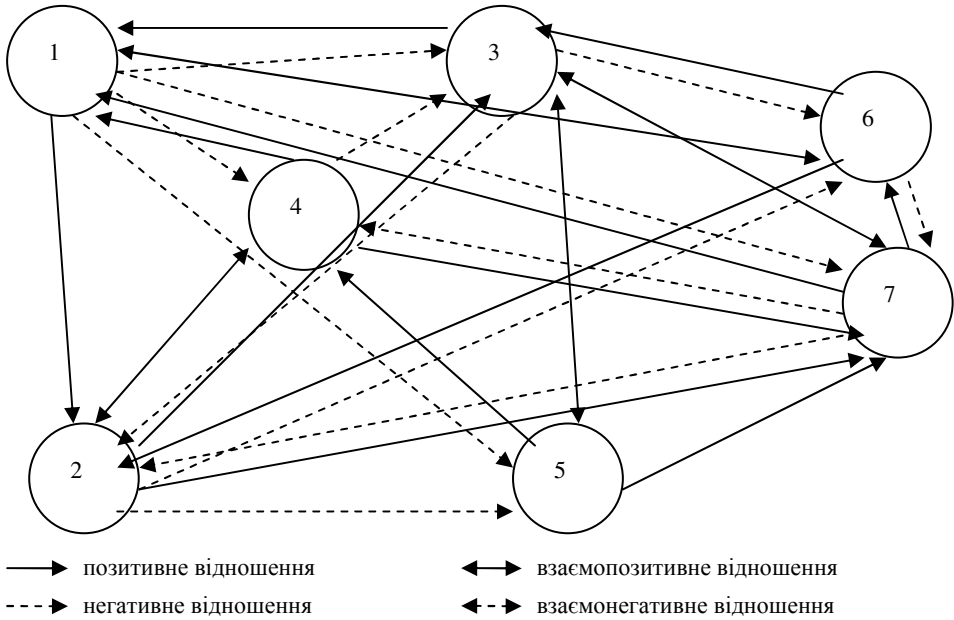 1
3
6
4
7
2
5
позитивне відношення
взаємопозитивне відношення
негативне відношення
взаємонегативне відношення